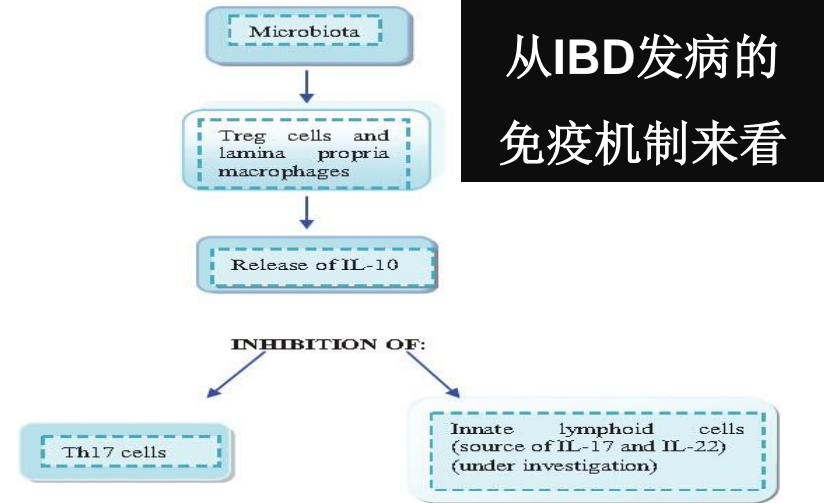 Microbiota
从IBD发病的
免疫机制来看
Treg cells and
lamina propria
macrophages
Release of IL-10
INHIBITION OF:
Th17 cells
Innate lymphoid cells
(source of IL-17 and IL-22)
(under investigation)